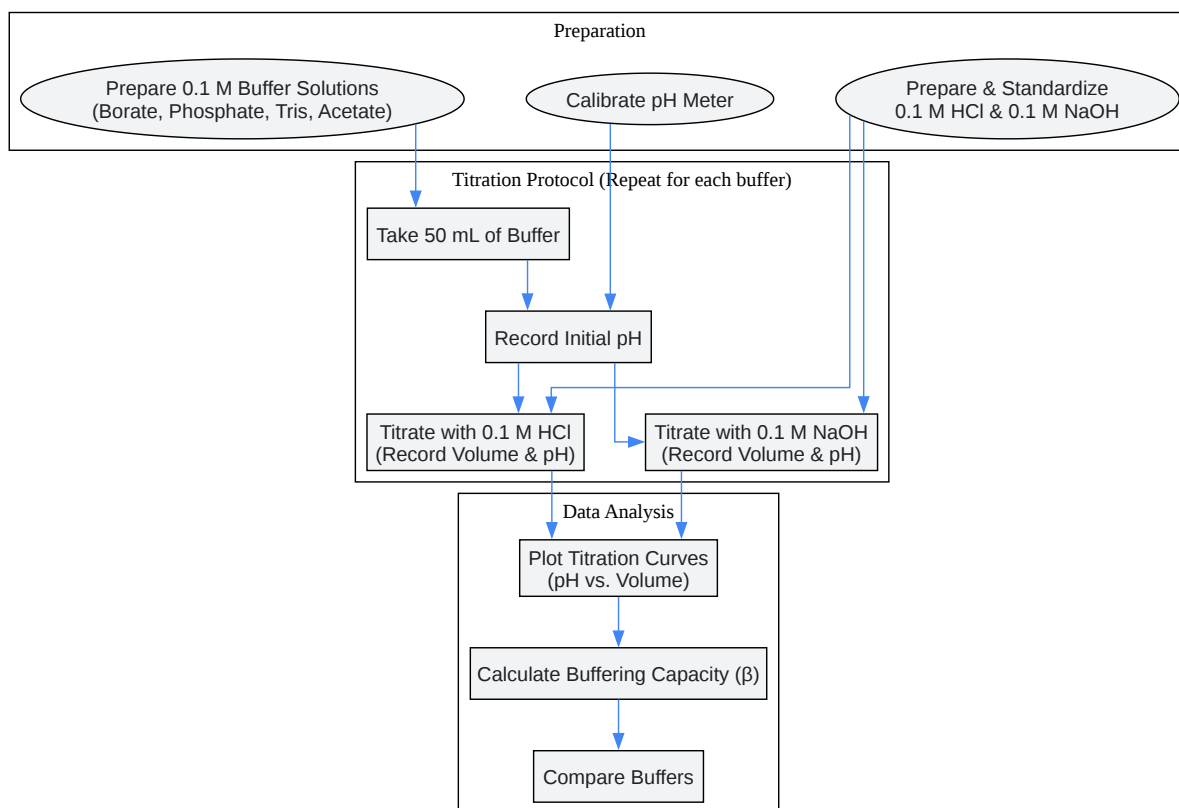 Preparation
Prepare 0.1 M Buffer Solutions
(Borate, Phosphate, Tris, Acetate)
Calibrate pH Meter
Prepare & Standardize
0.1 M HCl & 0.1 M NaOH
Titration Protocol (Repeat for each buffer)
Take 50 mL of Buffer
Record Initial pH
Titrate with 0.1 M HCl
(Record Volume & pH)
Titrate with 0.1 M NaOH
(Record Volume & pH)
Data Analysis
Plot Titration Curves
(pH vs. Volume)
Calculate Buffering Capacity (β)
Compare Buffers